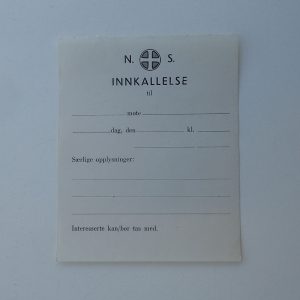 N. S.
INNKALLELSE
til
møte
dag, den kl.
Særlige opplysninger:
Interesserte kan/bør tas med.